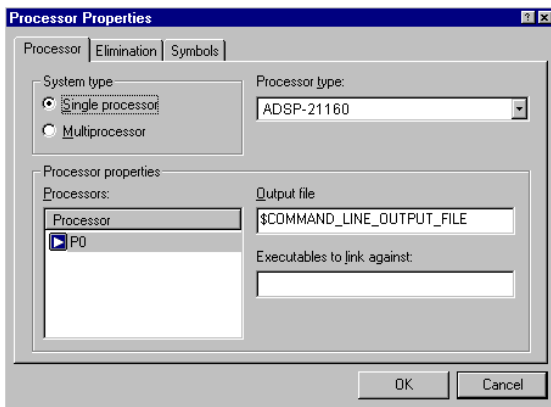 Processor Properties
Processor
Elimination
Symbols
System type
Single processor
Multiprocessor
Processor type:
ADSP-21160
Processor properties
Processors:
Processor
P0
Output file
$COMMAND_LINE_OUTPUT_FILE
Executables to link against:
OK
Cancel